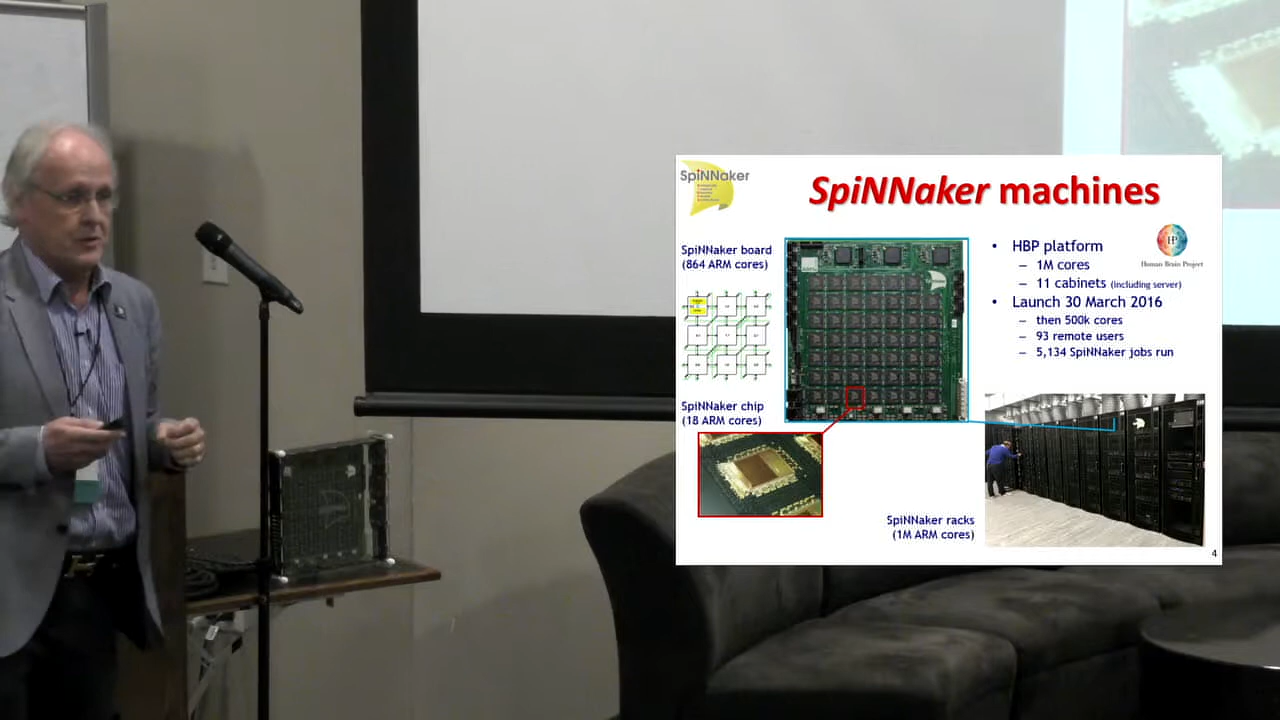 SpiNNaker
SpiNNaker machines
SpiNNaker board
(864 ARM cores)
SpiNNaker chip
(18 ARM cores)
• HBP platform
– 1M cores
– 11 cabinets (including server)
• Launch 30 March 2016
– then 500k cores
– 93 remote users
– 5,134 SpiNNaker jobs run
Human Brain Project
SpiNNaker racks
(1M ARM cores)
4